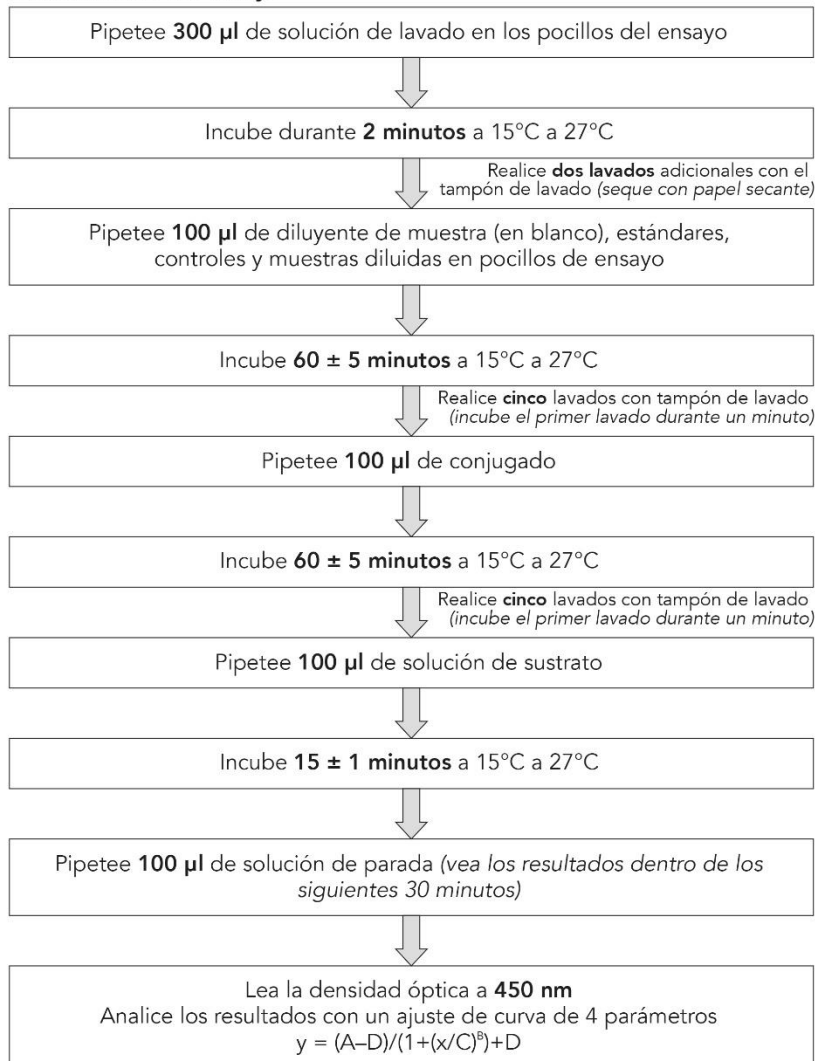 Pipetee 300 µl de solución de lavado en los pocillos del ensayo
Incube durante 2 minutos a 15°C a 27°C
Realice dos lavados adicionales con el
tampón de lavado (seque con papel secante)
Pipetee 100 µl de diluyente de muestra (en blanco), estándares,
controles y muestras diluidas en pocillos de ensayo
Incube 60 ± 5 minutos a 15°C a 27°C
Realice cinco lavados con tampón de lavado
(incube el primer lavado durante un minuto)
Pipetee 100 µl de conjugado
Incube 60 ± 5 minutos a 15°C a 27°C
Realice cinco lavados con tampón de lavado
(incube el primer lavado durante un minuto)
Pipetee 100 µl de solución de sustrato
Incube 15 ± 1 minutos a 15°C a 27°C
Pipetee 100 µl de solución de parada (vea los resultados dentro de los
siguientes 30 minutos)
Lea la densidad óptica a 450 nm
Analice los resultados con un ajuste de curva de 4 parámetros
y = (A–D)/(1+(x/C)ᴮ)+D